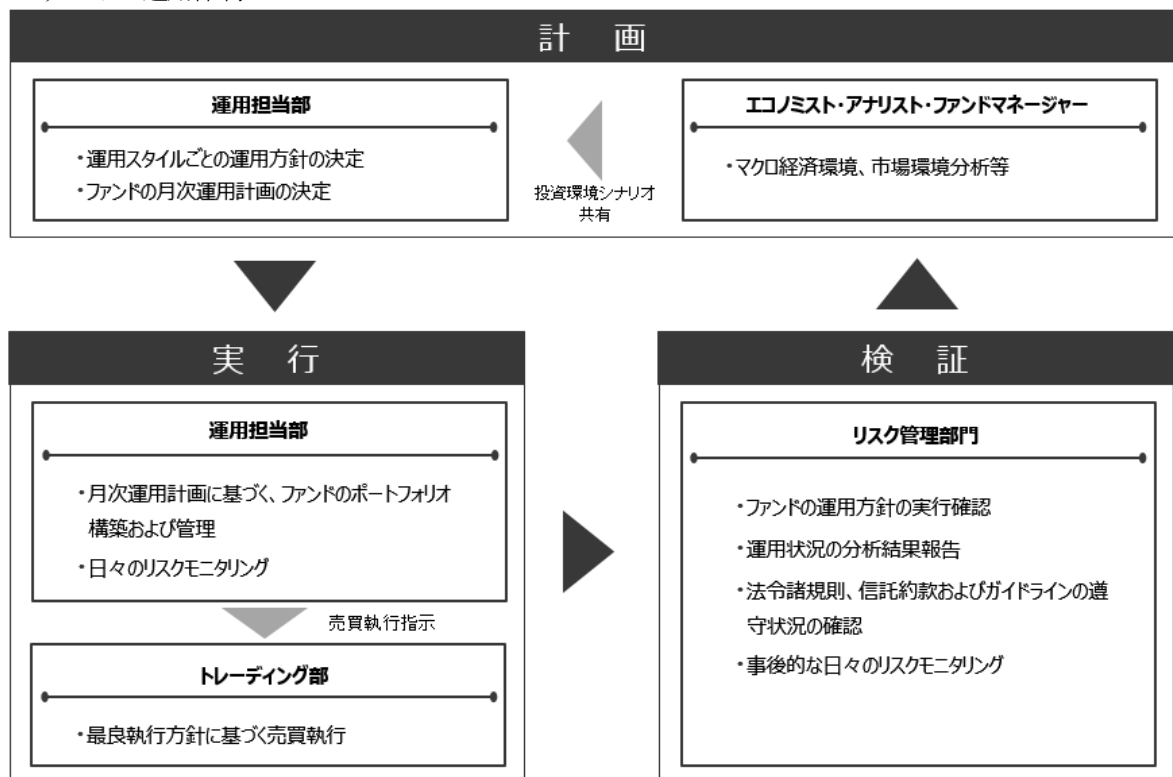 計 画
運用担当部
・運用スタイルごとの運用方針の決定
・ファンドの月次運用計画の決定
投資環境シナリオ
共有
エコノミスト・アナリスト・ファンドマネージャー
・マクロ経済環境、市場環境分析等
実 行
運用担当部
・月次運用計画に基づく、ファンドのポートフォリオ
構築および管理
・日々のリスクモニタリング
売買執行指示
トレーディング部
・最良執行方針に基づく売買執行
検 証
リスク管理部門
・ファンドの運用方針の実行確認
・運用状況の分析結果報告
・法令諸規則、信託約款およびガイドラインの遵
守状況の確認
・事後的な日々のリスクモニタリング